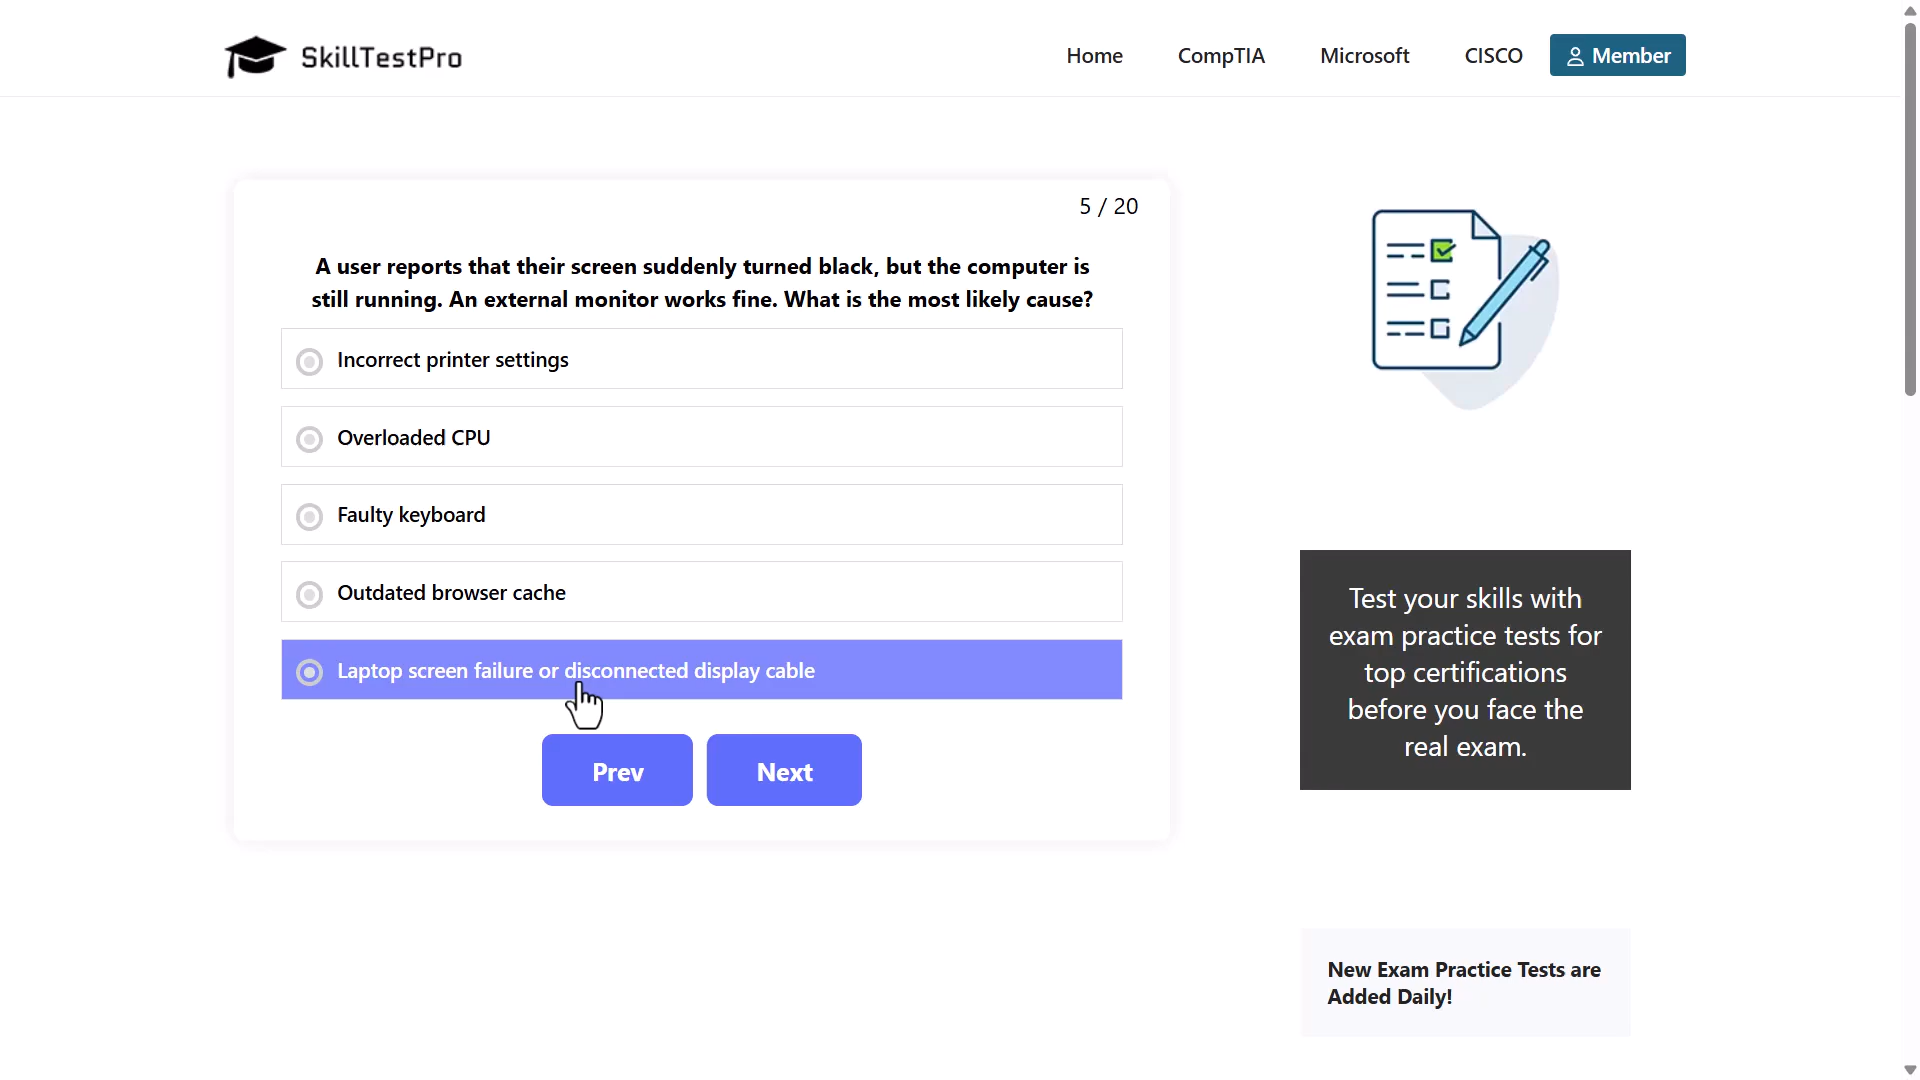 SkillTestPro
Home
CompTIA
Microsoft
CISCO
Member
5 / 20
A user reports that their screen suddenly turned black, but the computer is
still running. An external monitor works fine. What is the most likely cause?
Incorrect printer settings
Overloaded CPU
Faulty keyboard
Outdated browser cache
Laptop screen failure or disconnected display cable
Prev
Next
Test your skills with
exam practice tests for
top certifications
before you face the
real exam.
New Exam Practice Tests are
Added Daily!